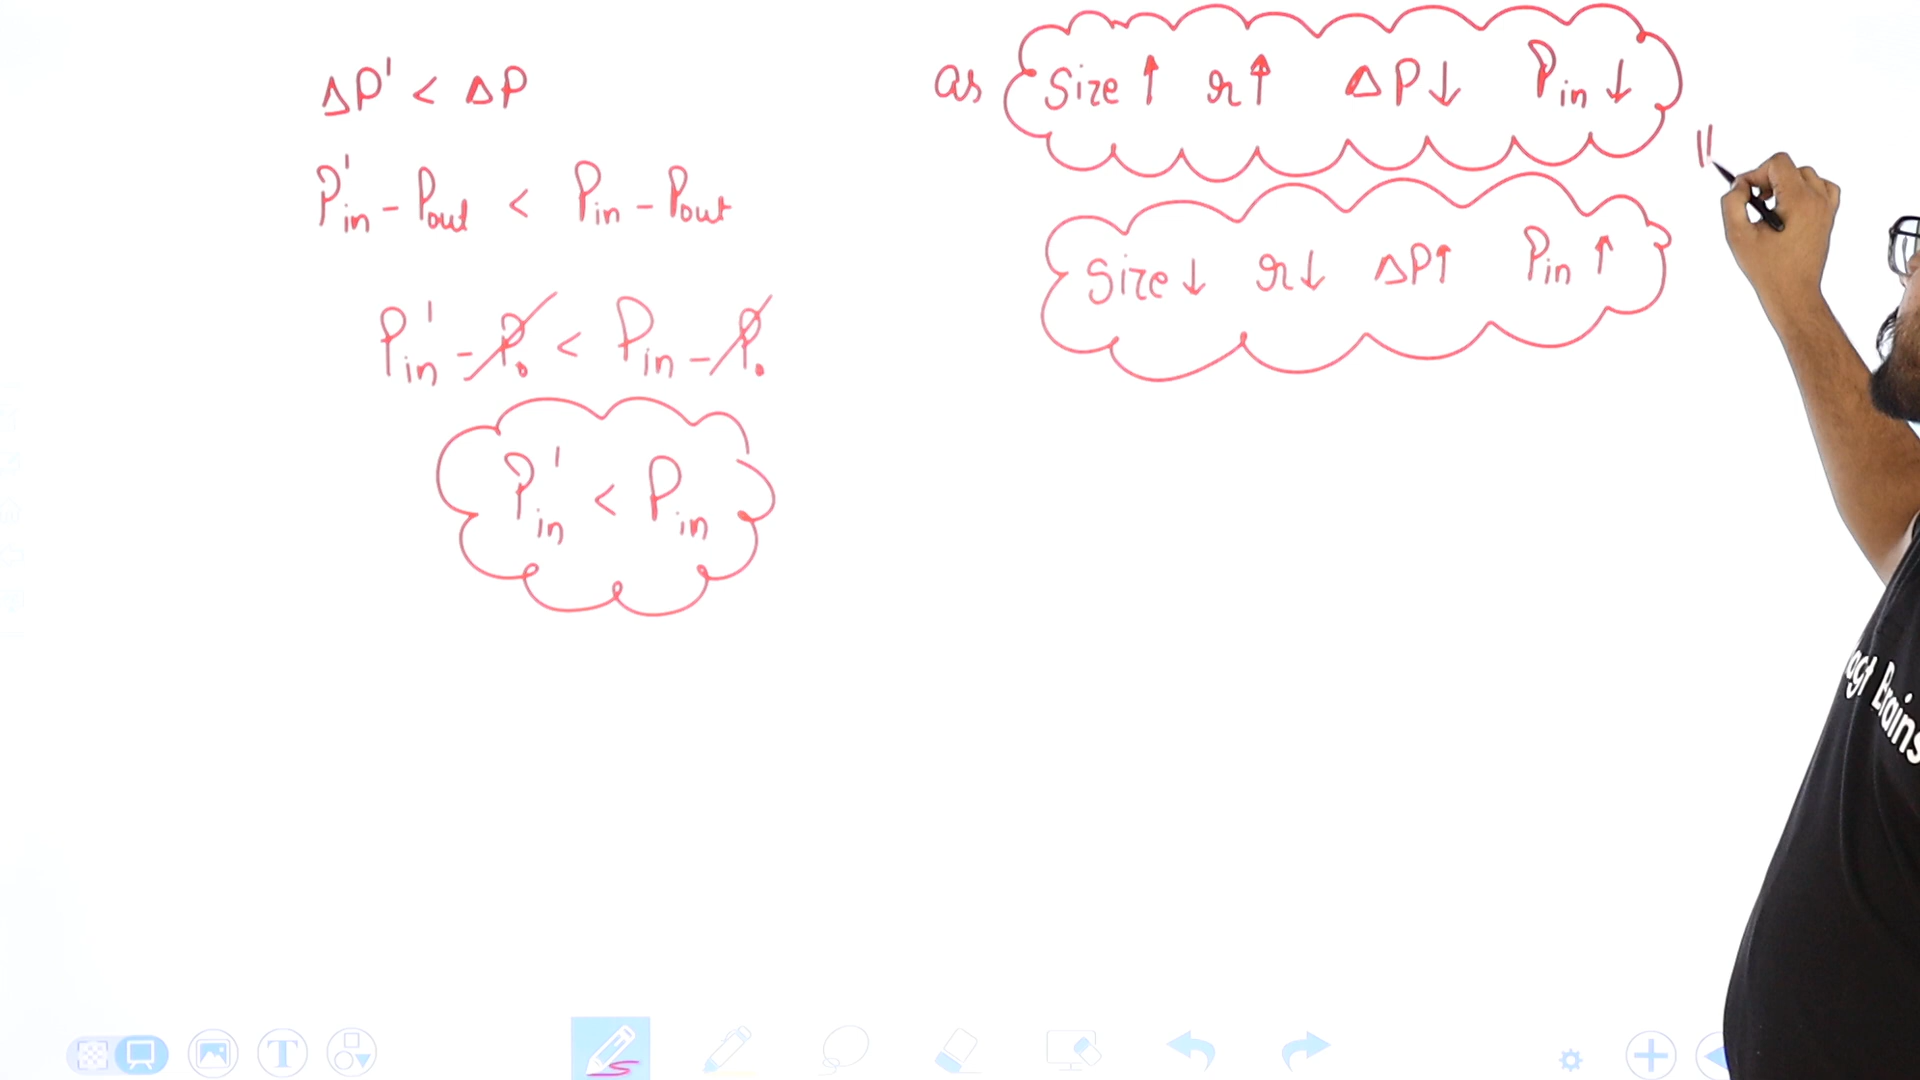 ΔP' < ΔP
P'in - Pout < Pin - Pout
P'in - P₀ < Pin - P₀
P'in < Pin
as Size ↑ r ↑ ΔP ↓ Pin ↓
Size ↓ r ↓ ΔP ↑ Pin ↑
Brains
T